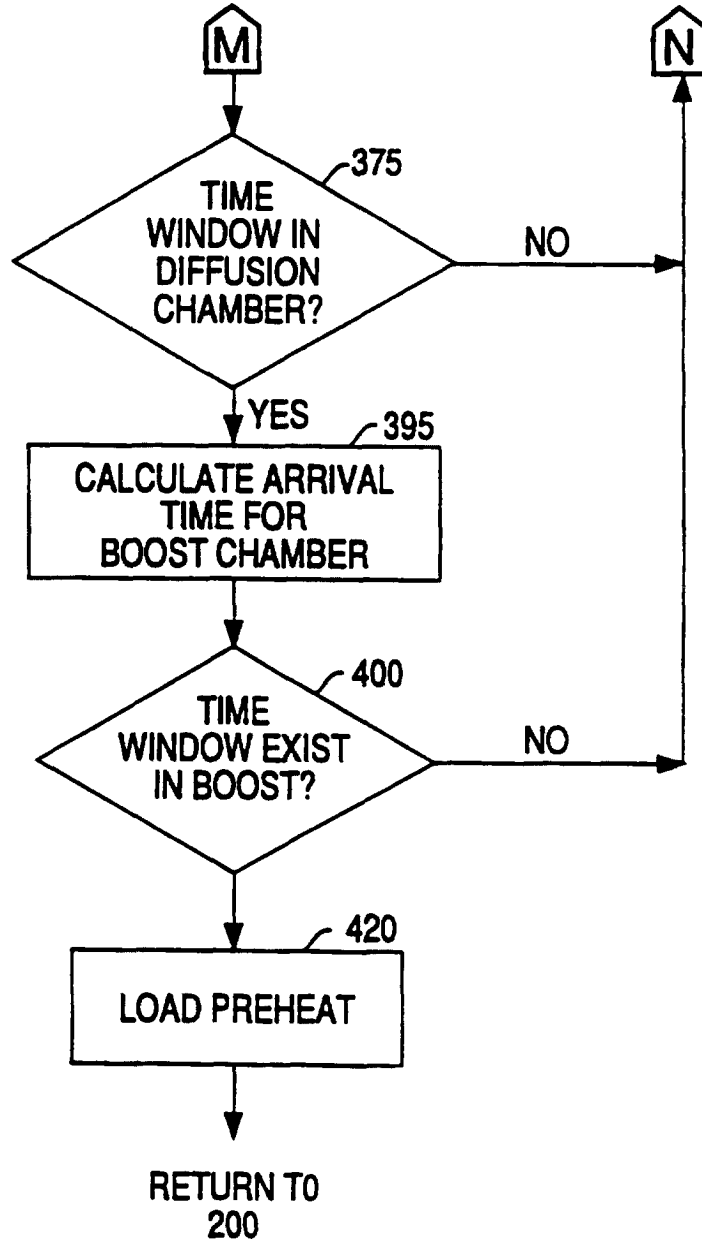 M
N
375
TIME
WINDOW IN
DIFFUSION
CHAMBER?
NO
YES
395
CALCULATE ARRIVAL
TIME FOR
BOOST CHAMBER
400
TIME
WINDOW EXIST
IN BOOST?
NO
420
LOAD PREHEAT
RETURN TO
200